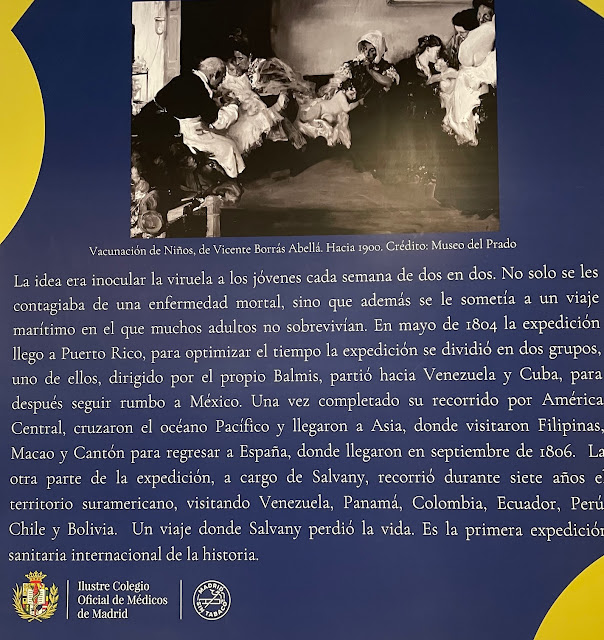 Vacunación de Niños, de Vicente Borrás Abellá. Hacia 1900. Crédito: Museo del Prado
La idea era inocular la viruela a los jóvenes cada semana de dos en dos. No solo se les
contagiaba de una enfermedad mortal, sino que además se le sometía a un viaje
marítimo en el que muchos adultos no sobrevivían. En mayo de 1804 la expedición
llego a Puerto Rico, para optimizar el tiempo la expedición se dividió en dos grupos,
uno de ellos, dirigido por el propio Balmis, partió hacia Venezuela y Cuba, para
después seguir rumbo a México. Una vez completado su recorrido por América
Central, cruzaron el océano Pacífico y llegaron a Asia, donde visitaron Filipinas,
Macao y Cantón para regresar a España, donde llegaron en septiembre de 1806. La
otra parte de la expedición, a cargo de Salvany, recorrió durante siete años el
territorio suramericano, visitando Venezuela, Panamá, Colombia, Ecuador, Perú
Chile y Bolivia. Un viaje donde Salvany perdió la vida. Es la primera expedición
sanitaria internacional de la historia.
Ilustre Colegio
Oficial de Médicos
de Madrid
MADRID
SIN TABACO